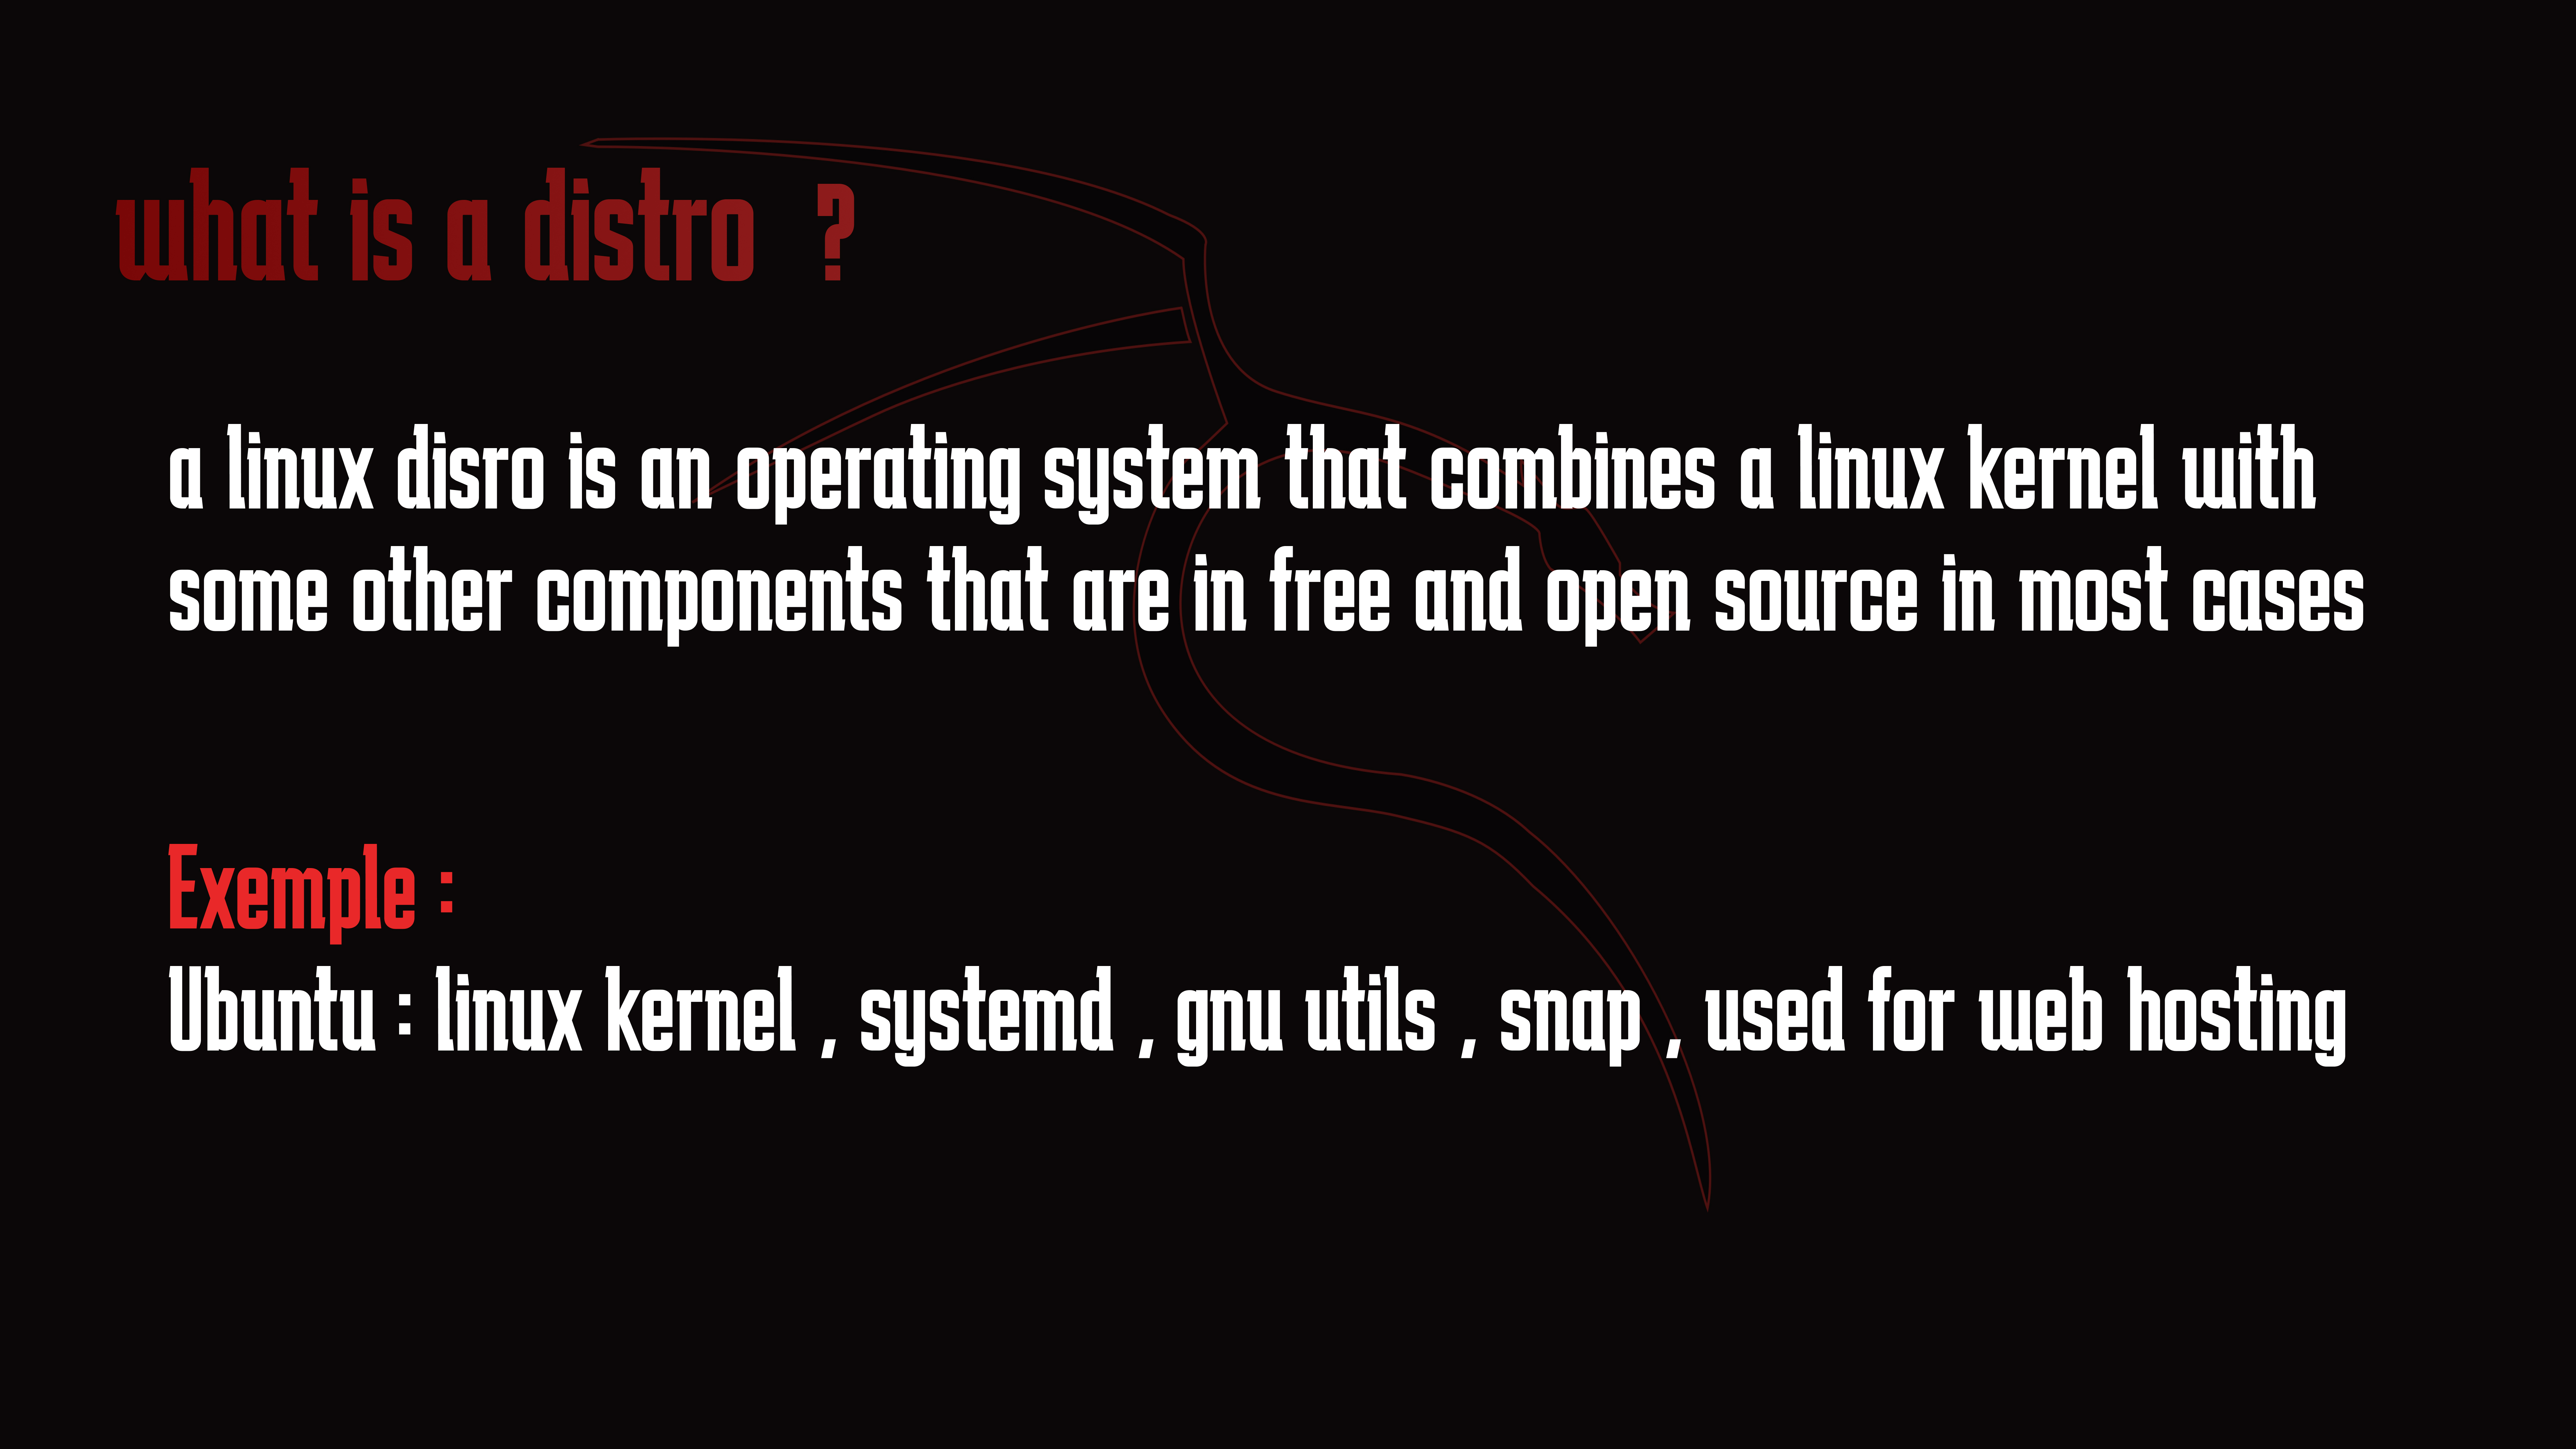 what is a distro ?
a linux disro is an operating system that combines a linux kernel with
some other components that are in free and open source in most cases
Exemple :
Ubuntu : linux kernel , systemd , gnu utils , snap , used for web hosting